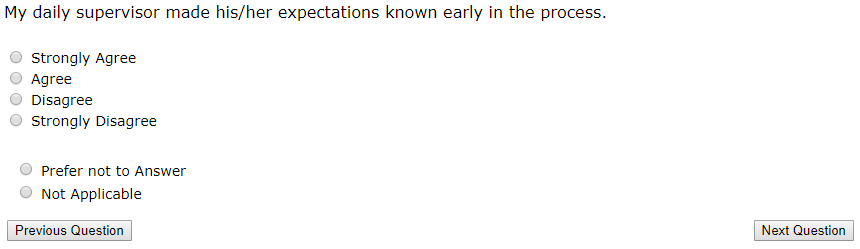 My daily supervisor made his/her expectations known early in the process.
Strongly Agree
Agree
Disagree
Strongly Disagree
Prefer not to Answer
Not Applicable
Previous Question
Next Question